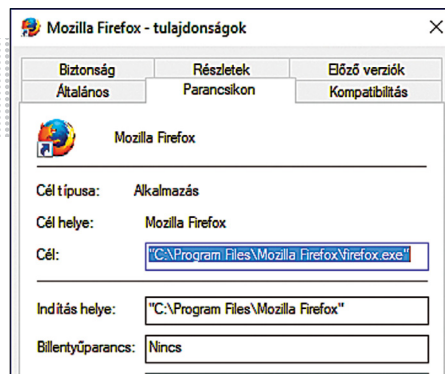 Mozilla Firefox - tulajdonságok
Biztonság Részletek Előző verziók
Általános Parancsikon Kompatibilitás
Mozilla Firefox
Cél típusa: Alkalmazás
Cél helye: Mozilla Firefox
Cél: "C:\Program Files\Mozilla Firefox\firefox.exe"
Indítás helye: "C:\Program Files\Mozilla Firefox"
Billentyűparancs: Nincs